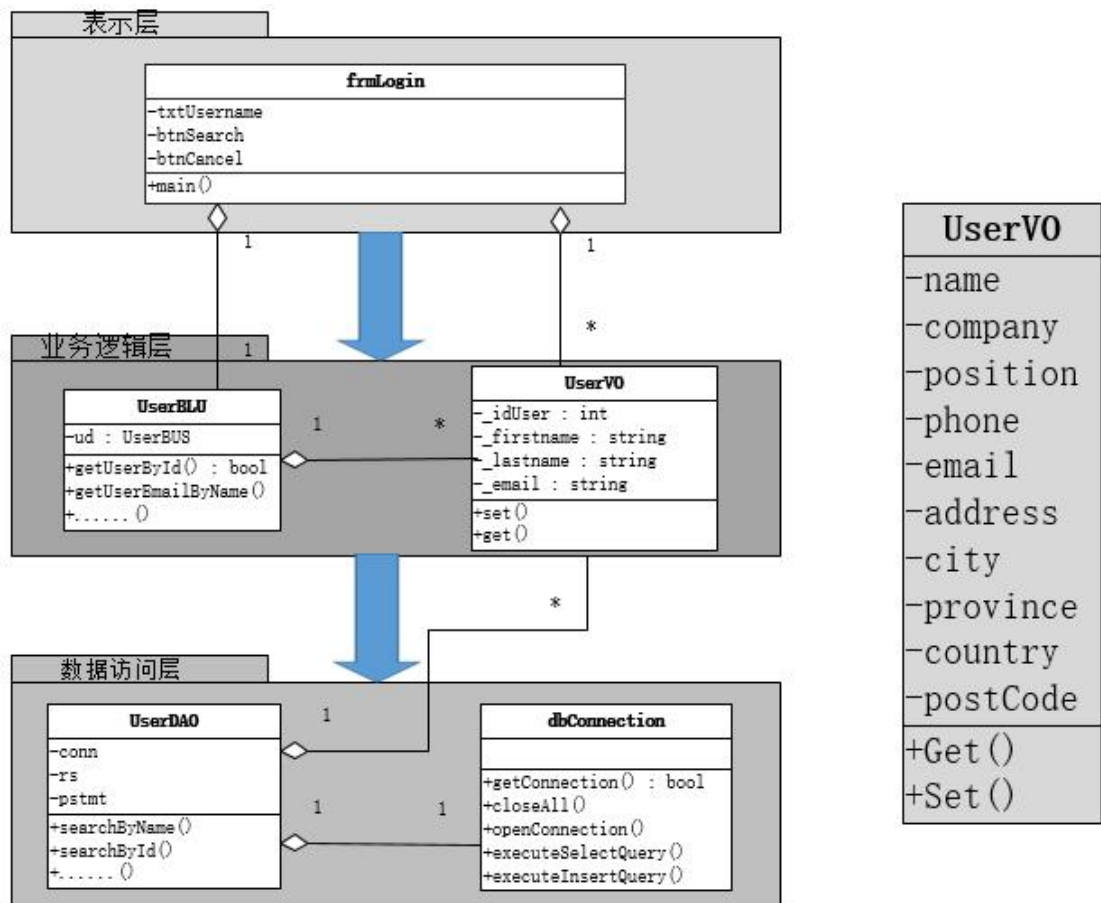 表示层
frmLogin
-txtUsername
-btnSearch
-btnCancel
+main()
1
1
*
业务逻辑层
1
UserBLU
-ud : UserBUS
+getUserById() : bool
+getUserEmailByName()
+......()
1
*
UserVO
-_idUser : int
-_firstname : string
-_lastname : string
-_email : string
+set()
+get()
*
数据访问层
UserDAO
-conn
-rs
-pstmt
+searchByName()
+searchById()
+......()
1
1
1
dbConnection
+getConnection() : bool
+closeAll()
+openConnection()
+executeSelectQuery()
+executeInsertQuery()
UserVO
-name
-company
-position
-phone
-email
-address
-city
-province
-country
-postCode
+Get()
+Set()